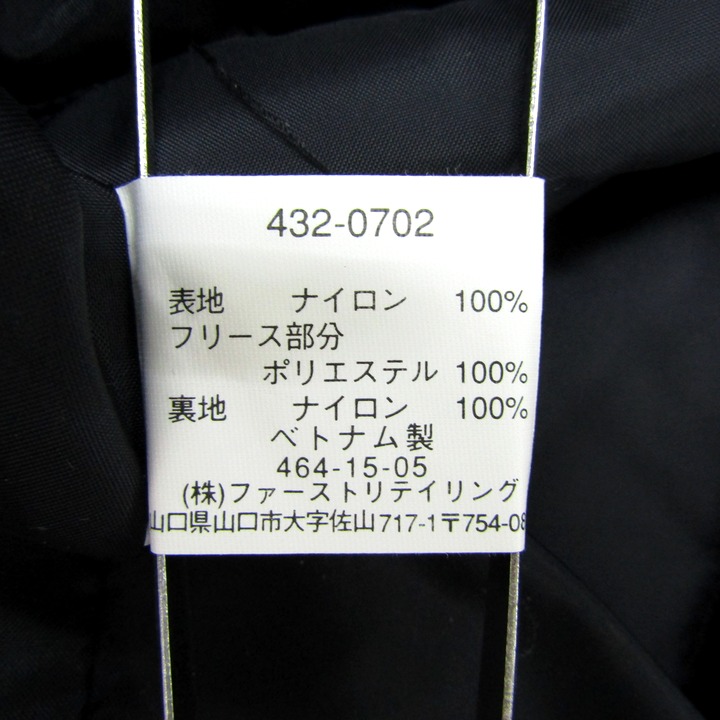 432-0702
表地 ナイロン 100%
フリース部分
ポリエステル 100%
裏地 ナイロン 100%
ベトナム製
464-15-05
(株)ファーストリテイリング
山口県山口市大字佐山717-1〒754-08